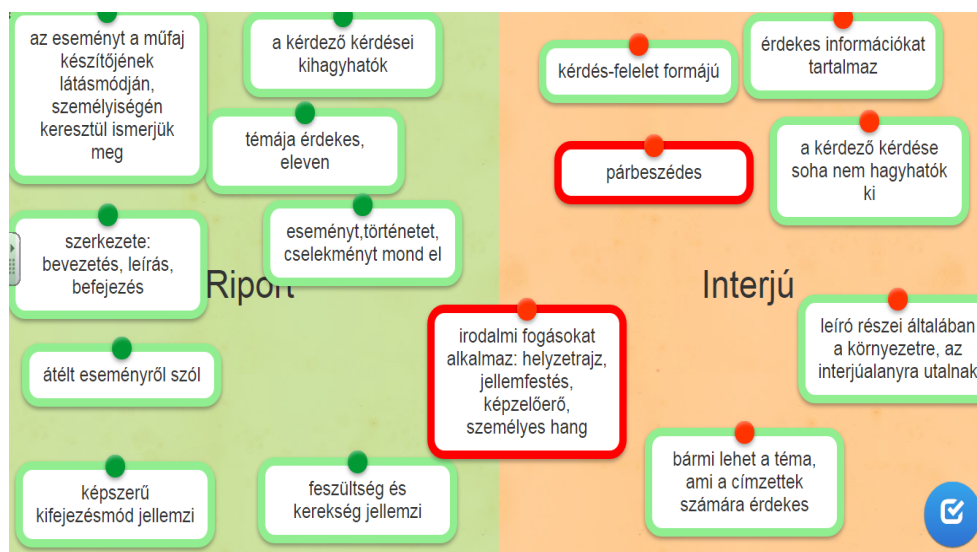 az eseményt a műfaj
készítőjének
látásmódján,
személyiségén
keresztül ismerjük
meg
a kérdező kérdései
kihagyhatók
témája érdekes,
eleven
szerkezete:
bevezetés, leírás,
befejezés
eseményt,történetet,
cselekményt mond el
Riport
átélt eseményről szól
képszerű
kifejezésmód jellemzi
feszültség és
kerekség jellemzi
irodalmi fogásokat
alkalmaz: helyzetrajz,
jellemfestés,
képzelőerő,
személyes hang
kérdés-felelet formájú
érdekes információkat
tartalmaz
párbeszédes
a kérdező kérdése
soha nem hagyhatók
ki
Interjú
leíró részei általában
a környezetre, az
interjúalanyra utalnak
bármi lehet a téma,
ami a címzettek
számára érdekes